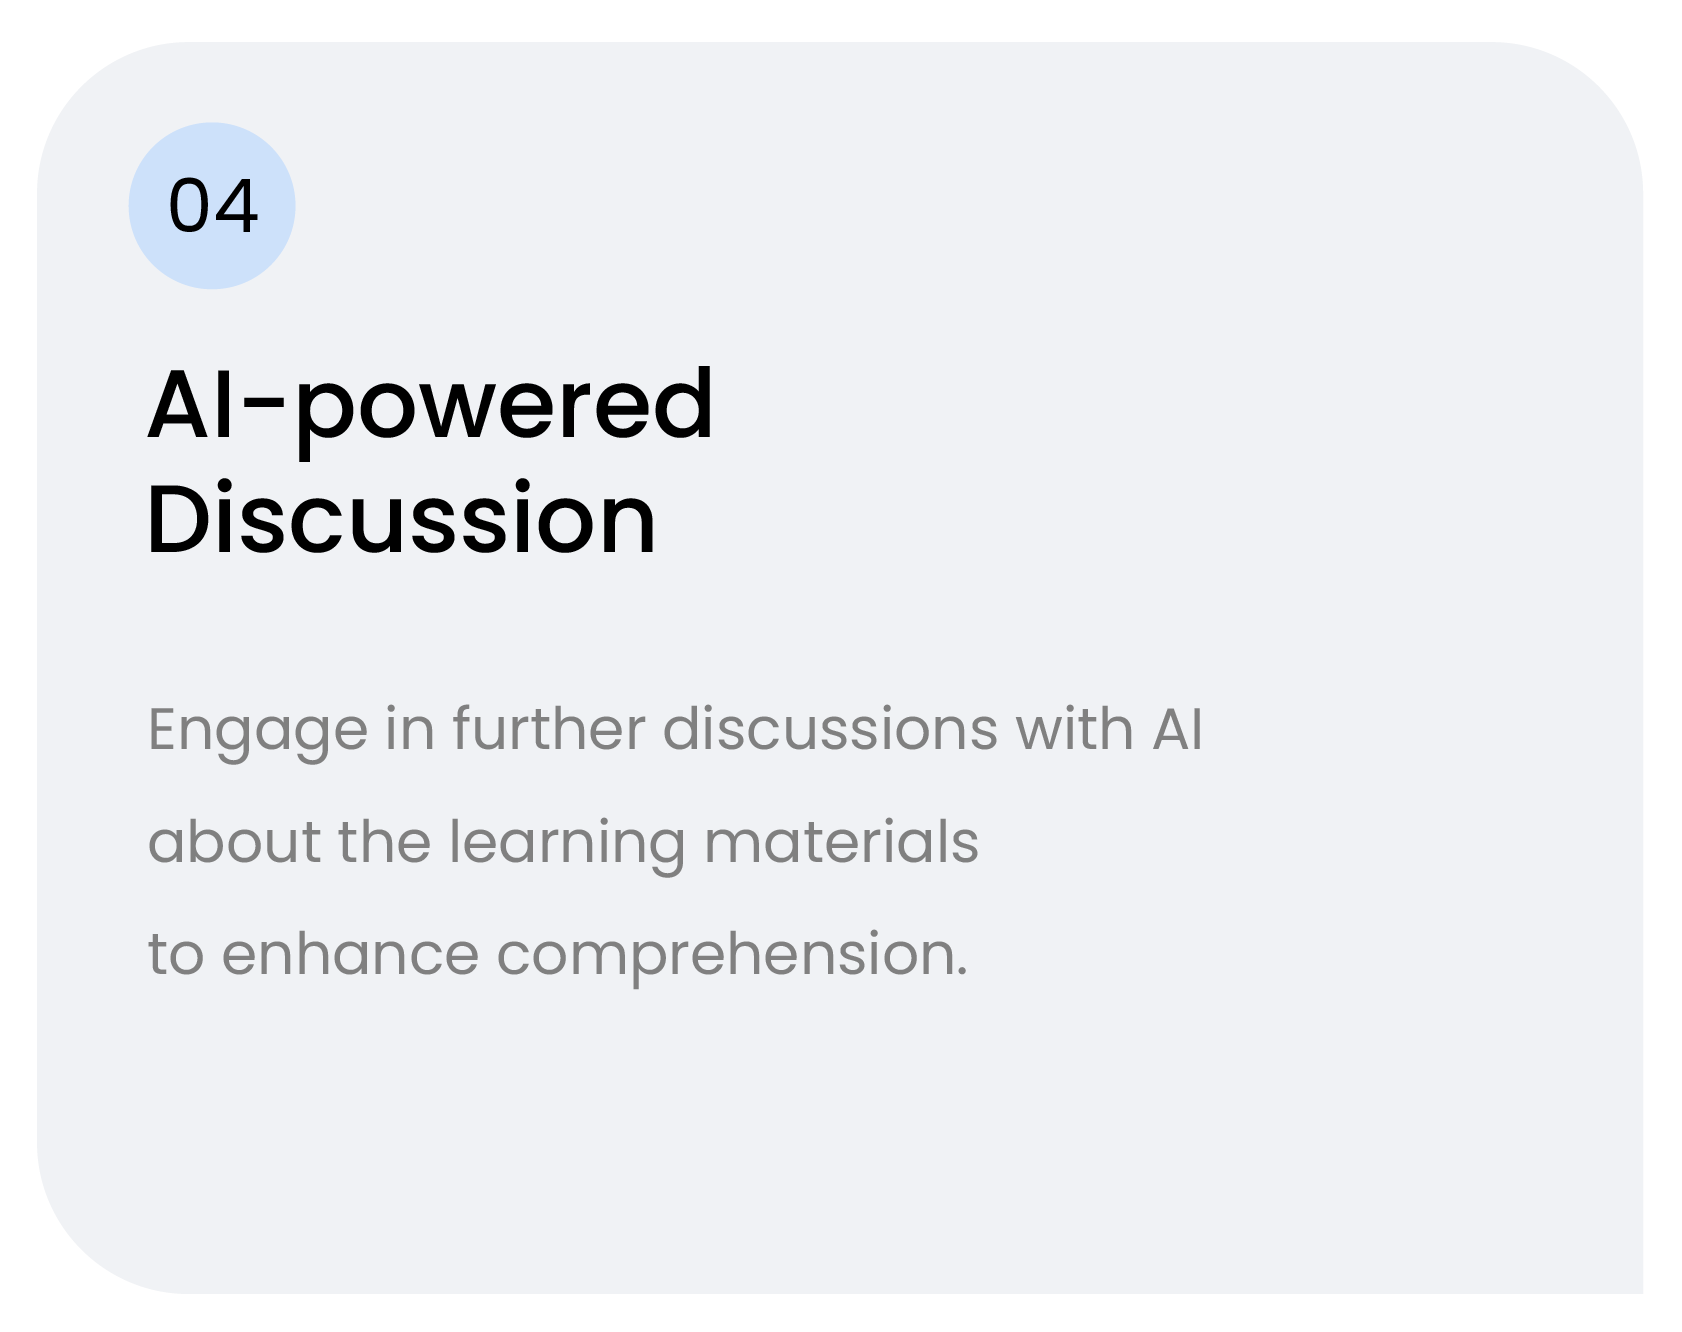 04
AI-powered
Discussion
Engage in further discussions with AI
about the learning materials
to enhance comprehension.